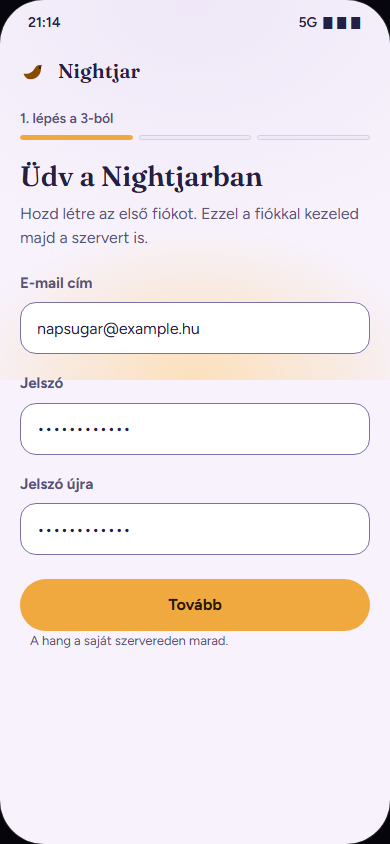 21:14
5G
Nightjar
1. lépés a 3-ból
Üdv a Nightjarban
Hozd létre az első fiókot. Ezzel a fiókkal kezeled
majd a szervert is.
E-mail cím
napsugar@example.hu
Jelszó
••••••••••••
Jelszó újra
••••••••••••
Tovább
A hang a saját szervereden marad.